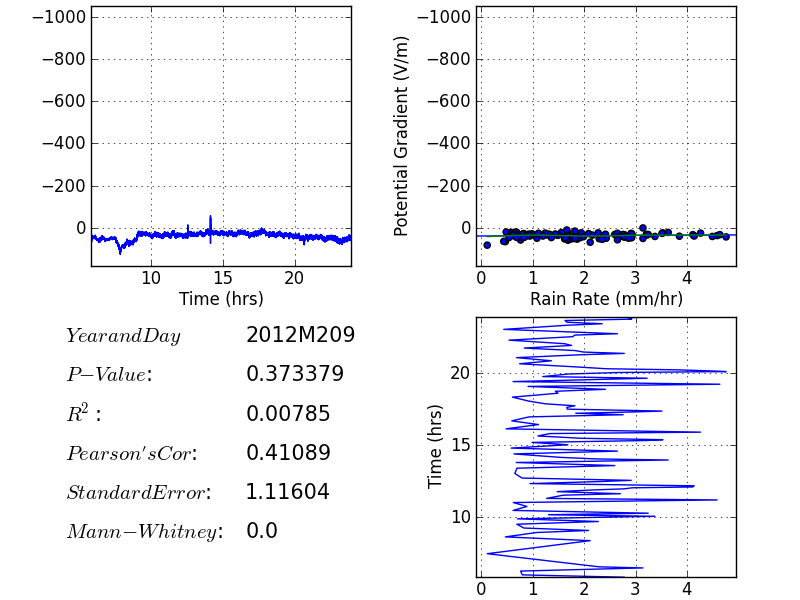 −1000
−800
−600
−400
−200
0
10 15 20
Time (hrs)
Potential Gradient (V/m)
−1000
−800
−600
−400
−200
0
0 1 2 3 4
Rain Rate (mm/hr)
YearandDay 2012M209
P−Value: 0.373379
R²: 0.00785
Pearson'sCor: 0.41089
StandardError: 1.11604
Mann−Whitney: 0.0
Time (hrs)
20
15
10
0 1 2 3 4